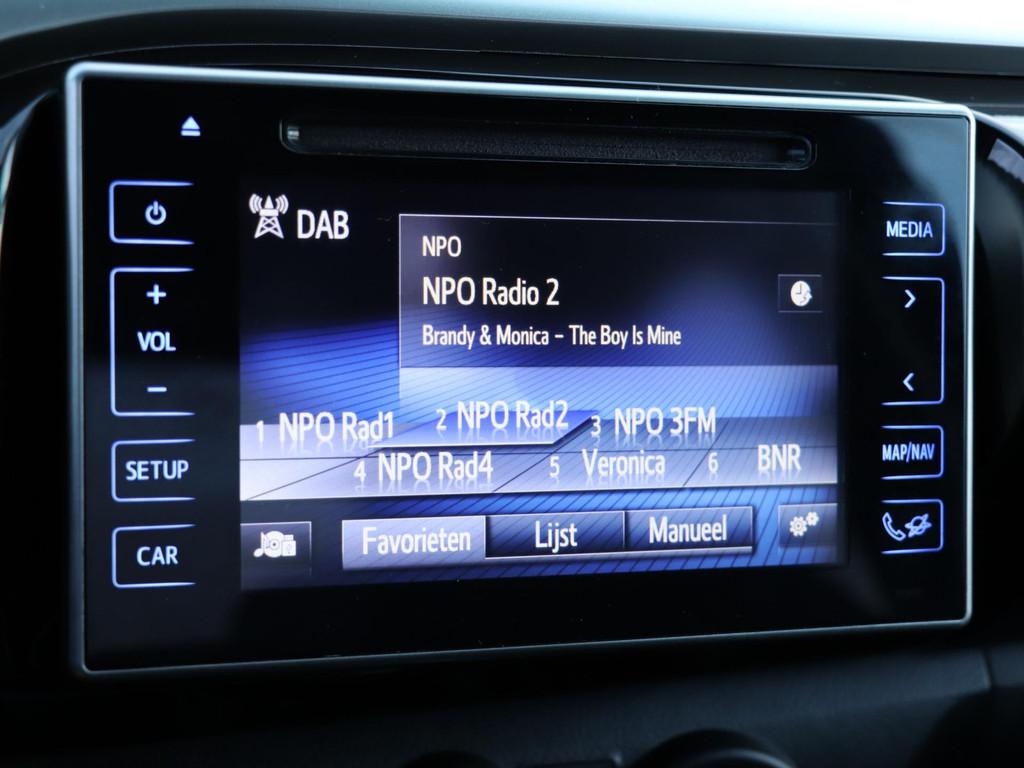 DAB
NPO
NPO Radio 2
Brandy & Monica – The Boy Is Mine
1 NPO Rad1 2 NPO Rad2 3 NPO 3FM
4 NPO Rad4 5 Veronica 6 BNR
Favorieten Lijst Manueel
+
VOL
−
SETUP
CAR
MEDIA
>
<
MAP/NAV